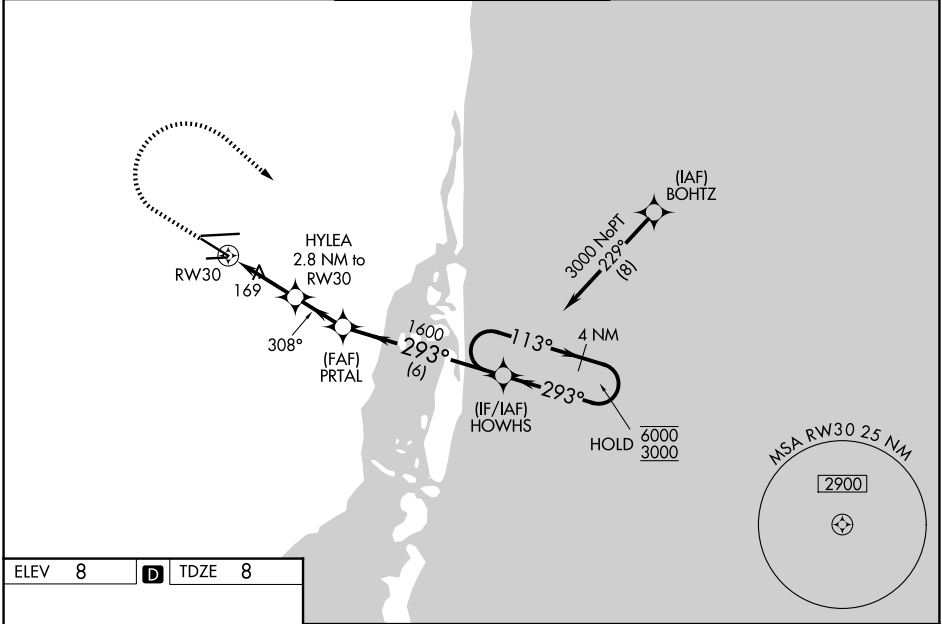 (IAF)
BOHTZ
3000 NoPT
229°
(8)
HYLEA
2.8 NM to
RW30
RW30
169
308°
(FAF)
PRTAL
1600
293°
(6)
113°
4 NM
293°
(IF/IAF)
HOWHS
HOLD
6000
3000
MSA RW30 25 NM
2900
ELEV 8 D TDZE 8